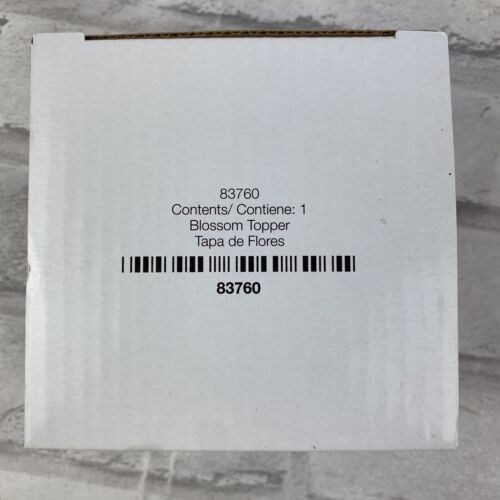 83760
Contents/ Contiene: 1
Blossom Topper
Tapa de Flores
83760